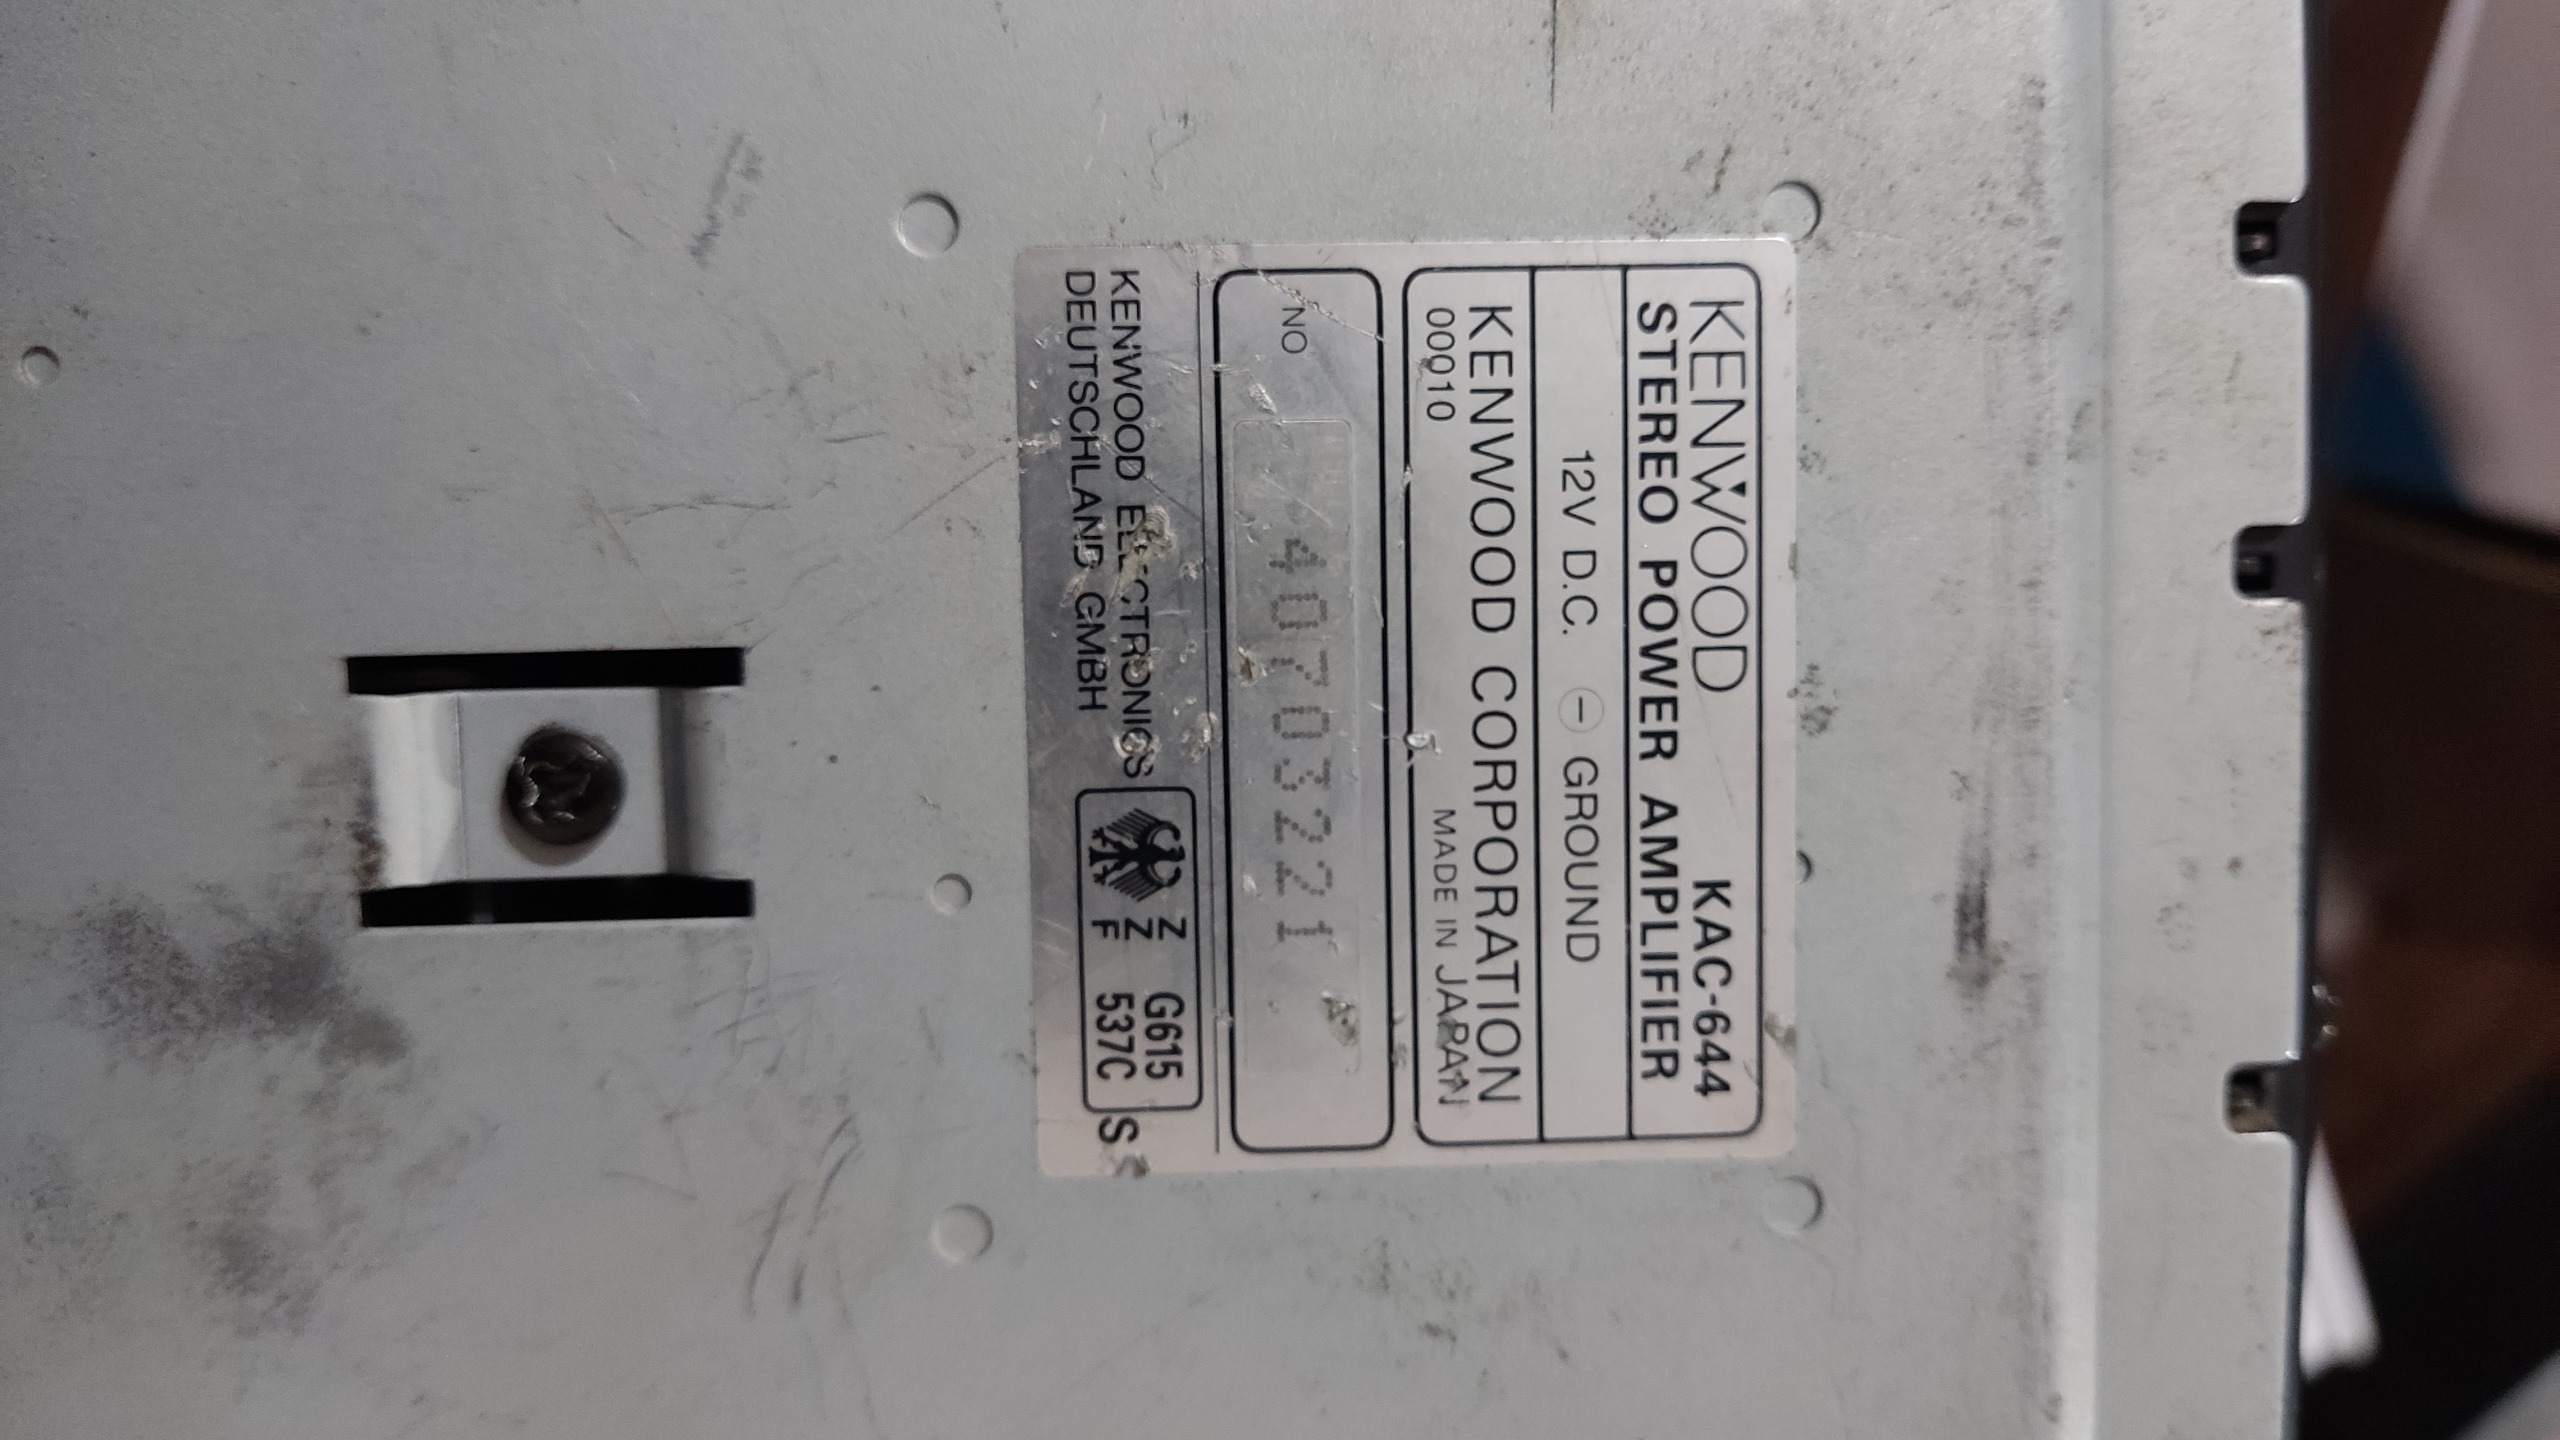 KENWOOD KAC-644
STEREO POWER AMPLIFIER
12V D.C. ⊖ GROUND
KENWOOD CORPORATION
00010 MADE IN JAPAN
NO 40703221
KENWOOD ELECTRONICS
DEUTSCHLAND GMBH
Z G615
Z
F 537C
S